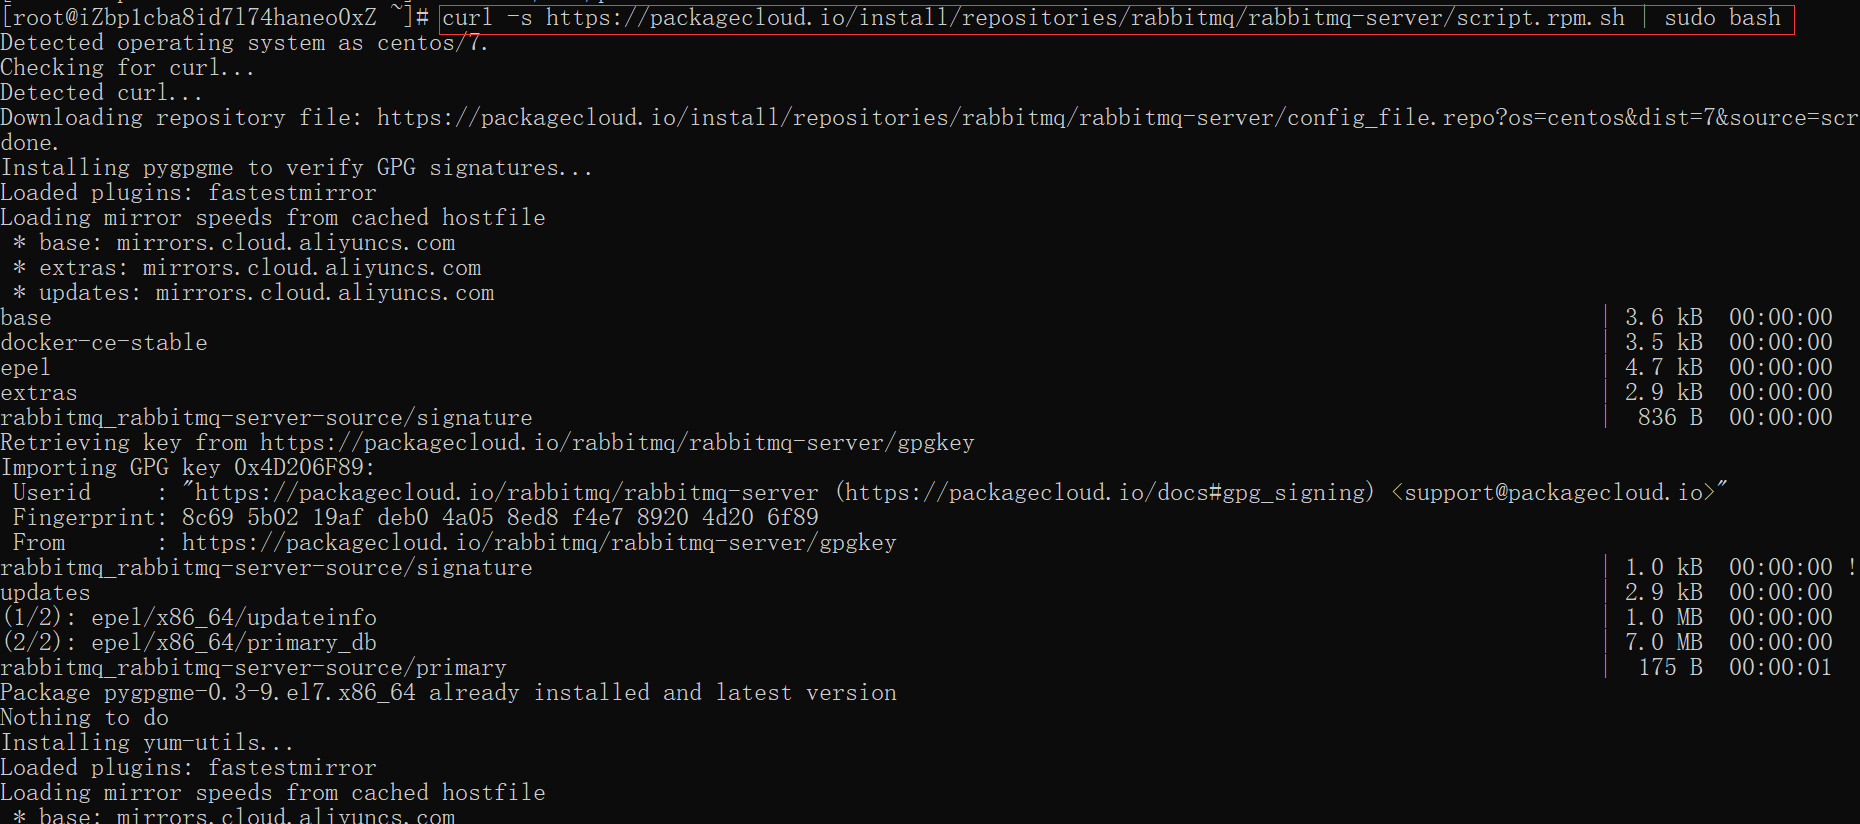 [root@iZbp1cba8id7l74haneo0xZ ~]# curl -s https://packagecloud.io/install/repositories/rabbitmq/rabbitmq-server/script.rpm.sh | sudo bash
Detected operating system as centos/7.
Checking for curl...
Detected curl...
Downloading repository file: https://packagecloud.io/install/repositories/rabbitmq/rabbitmq-server/config_file.repo?os=centos&dist=7&source=scr
done.
Installing pygpgme to verify GPG signatures...
Loaded plugins: fastestmirror
Loading mirror speeds from cached hostfile
 * base: mirrors.cloud.aliyuncs.com
 * extras: mirrors.cloud.aliyuncs.com
 * updates: mirrors.cloud.aliyuncs.com
base | 3.6 kB 00:00:00
docker-ce-stable | 3.5 kB 00:00:00
epel | 4.7 kB 00:00:00
extras | 2.9 kB 00:00:00
rabbitmq_rabbitmq-server-source/signature | 836 B 00:00:00
Retrieving key from https://packagecloud.io/rabbitmq/rabbitmq-server/gpgkey
Importing GPG key 0x4D206F89:
 Userid     : "https://packagecloud.io/rabbitmq/rabbitmq-server (https://packagecloud.io/docs#gpg_signing) <support@packagecloud.io>"
 Fingerprint: 8c69 5b02 19af deb0 4a05 8ed8 f4e7 8920 4d20 6f89
 From       : https://packagecloud.io/rabbitmq/rabbitmq-server/gpgkey
rabbitmq_rabbitmq-server-source/signature | 1.0 kB 00:00:00 !
updates | 2.9 kB 00:00:00
(1/2): epel/x86_64/updateinfo | 1.0 MB 00:00:00
(2/2): epel/x86_64/primary_db | 7.0 MB 00:00:00
rabbitmq_rabbitmq-server-source/primary | 175 B 00:00:01
Package pygpgme-0.3-9.el7.x86_64 already installed and latest version
Nothing to do
Installing yum-utils...
Loaded plugins: fastestmirror
Loading mirror speeds from cached hostfile
 * base: mirrors.cloud.aliyuncs.com